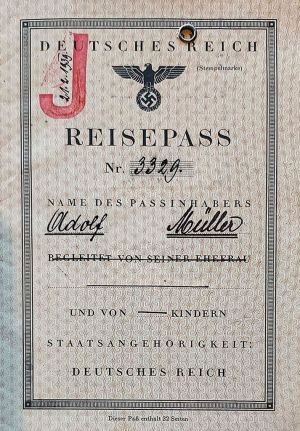 DEUTSCHES REICH
(Stempelmarke)
J
REISEPASS
Nr. 3329.
NAME DES PASSINHABERS
Adolf Müller
BEGLEITET VON SEINER EHEFRAU
UND VON — KINDERN
STAATSANGEHÖRIGKEIT:
DEUTSCHES REICH
Dieser Paß enthält 32 Seiten